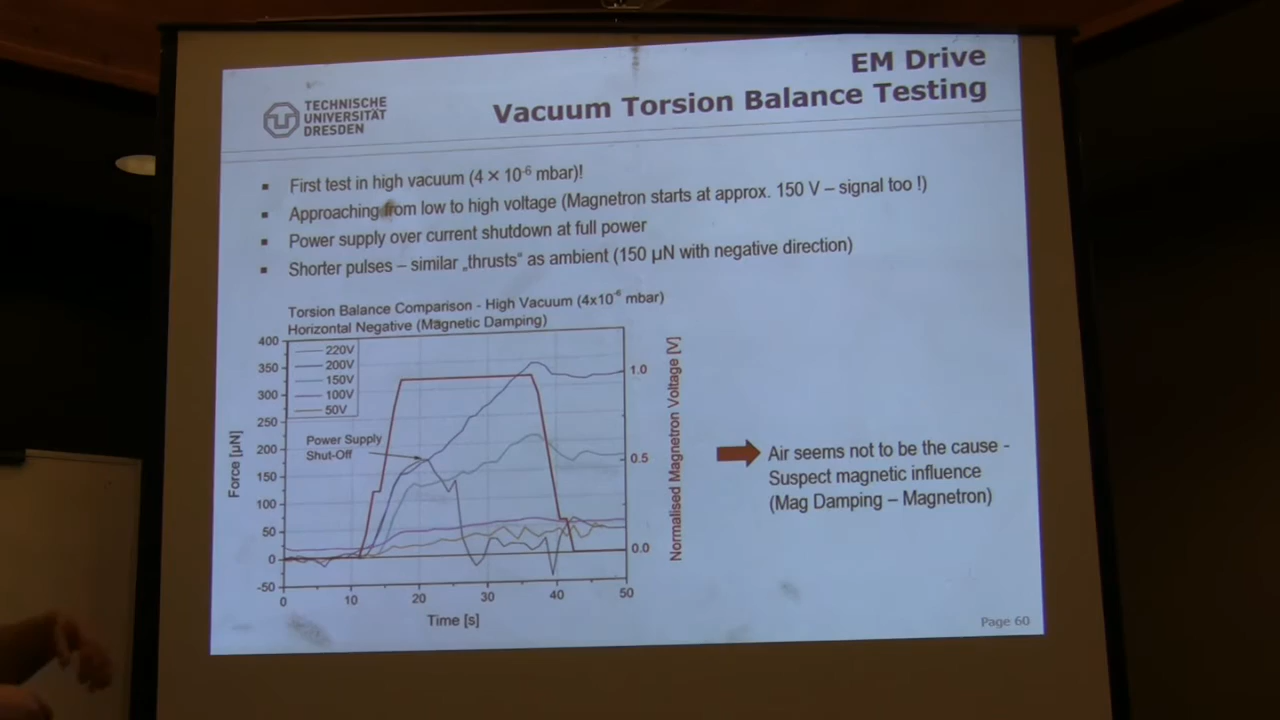 EM Drive
Vacuum Torsion Balance Testing
TECHNISCHE
UNIVERSITÄT
DRESDEN
▪ First test in high vacuum (4 × 10⁻⁶ mbar)!
▪ Approaching from low to high voltage (Magnetron starts at approx. 150 V – signal too !)
▪ Power supply over current shutdown at full power
▪ Shorter pulses – similar „thrusts“ as ambient (150 µN with negative direction)
Torsion Balance Comparison - High Vacuum (4x10⁻⁶ mbar)
Horizontal Negative (Magnetic Damping)
400
350
300
250
200
150
100
50
0
-50
Force [µN]
220V
200V
150V
100V
50V
Power Supply
Shut-Off
1.0
0.5
0.0
Normalised Magnetron Voltage [V]
0 10 20 30 40 50
Time [s]
Air seems not to be the cause -
Suspect magnetic influence
(Mag Damping – Magnetron)
Page 60